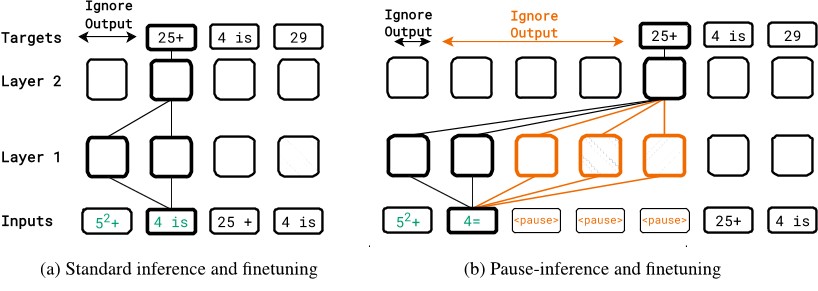 Ignore
Output
Targets 25+ 4 is 29
Layer 2
Layer 1
Inputs 5²+ 4 is 25 + 4 is
(a) Standard inference and finetuning
Ignore
Output
Ignore
Output
25+ 4 is 29
5²+ 4= <pause> <pause> <pause> 25+ 4 is
(b) Pause-inference and finetuning